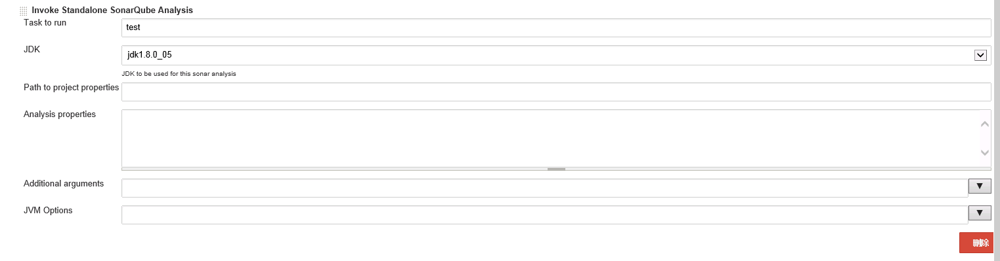 Invoke Standalone SonarQube Analysis
Task to run
test
JDK
jdk1.8.0_05
JDK to be used for this sonar analysis
Path to project properties
Analysis properties
Additional arguments
▼
JVM Options
▼
删除